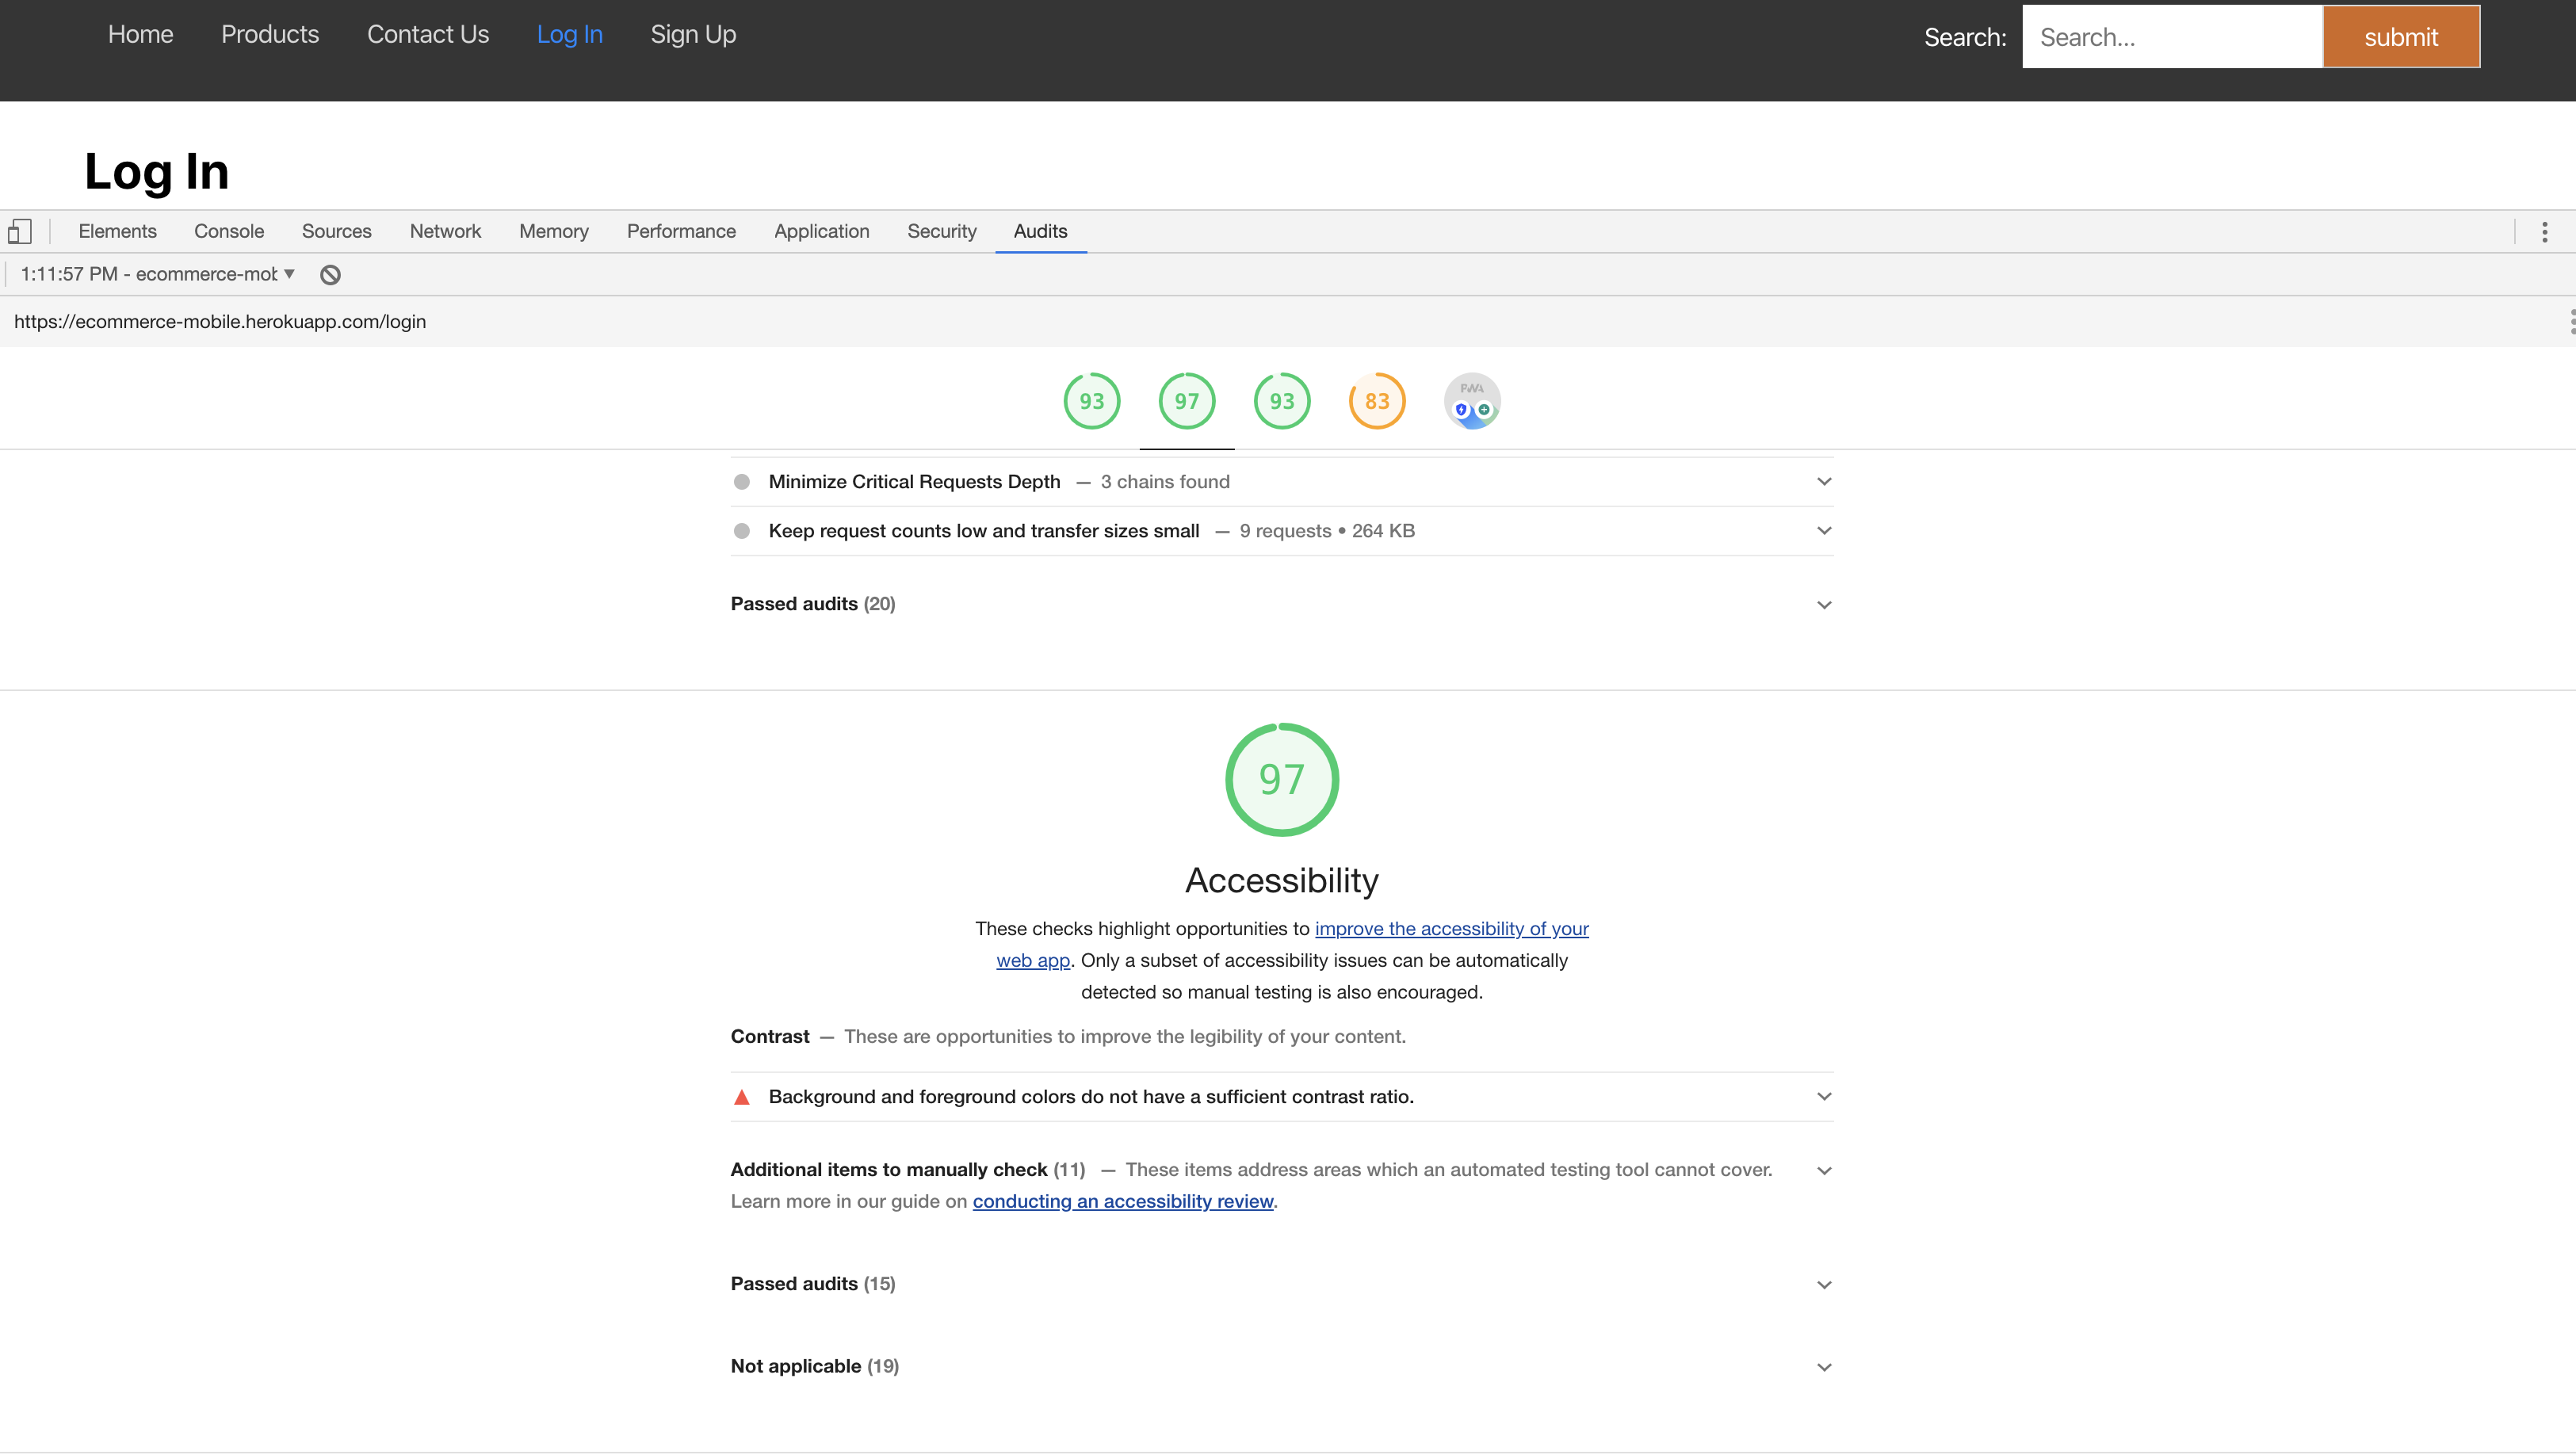 Home Products Contact Us Log In Sign Up Search: Search... submit
Log In
Elements Console Sources Network Memory Performance Application Security Audits
1:11:57 PM - ecommerce-mob
https://ecommerce-mobile.herokuapp.com/login
93 97 93 83 PWA
Minimize Critical Requests Depth — 3 chains found
Keep request counts low and transfer sizes small — 9 requests • 264 KB
Passed audits (20)
97
Accessibility
These checks highlight opportunities to improve the accessibility of your
web app. Only a subset of accessibility issues can be automatically
detected so manual testing is also encouraged.
Contrast — These are opportunities to improve the legibility of your content.
Background and foreground colors do not have a sufficient contrast ratio.
Additional items to manually check (11) — These items address areas which an automated testing tool cannot cover.
Learn more in our guide on conducting an accessibility review.
Passed audits (15)
Not applicable (19)